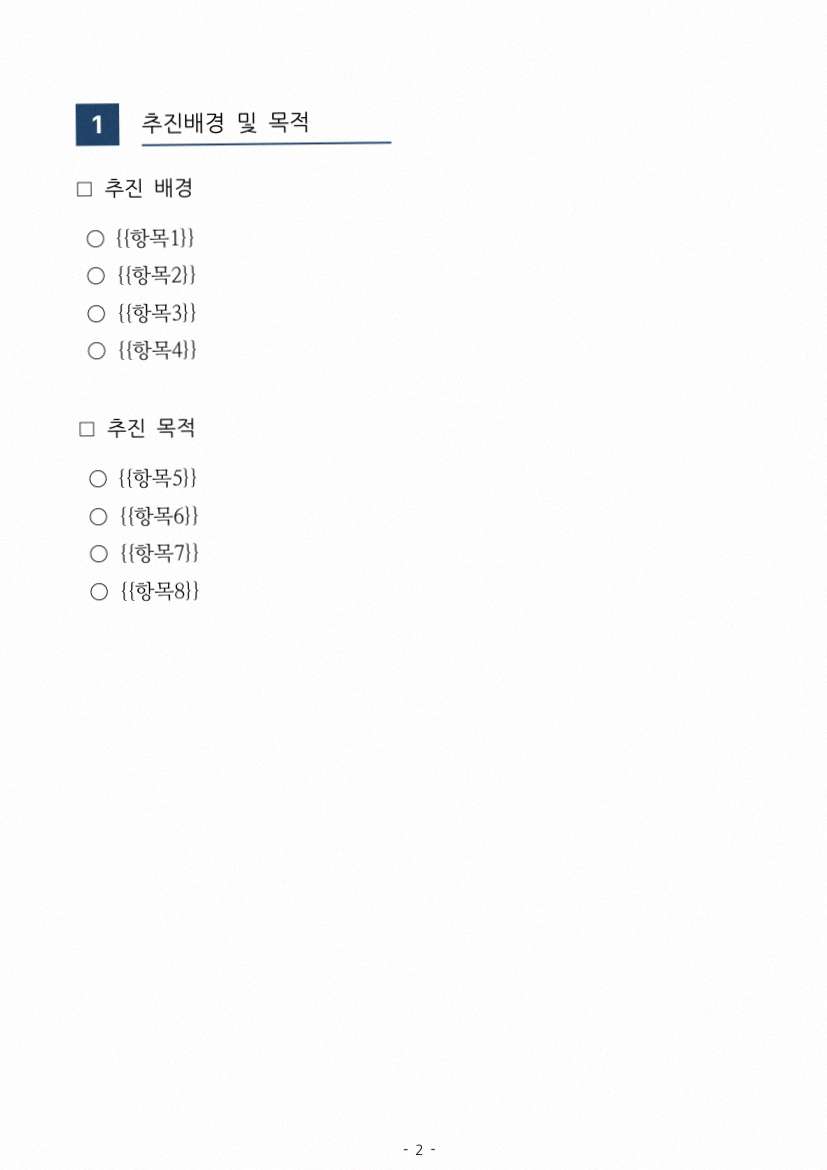 1 추진배경 및 목적
□ 추진 배경
○ {{항목1}}
○ {{항목2}}
○ {{항목3}}
○ {{항목4}}
□ 추진 목적
○ {{항목5}}
○ {{항목6}}
○ {{항목7}}
○ {{항목8}}
- 2 -